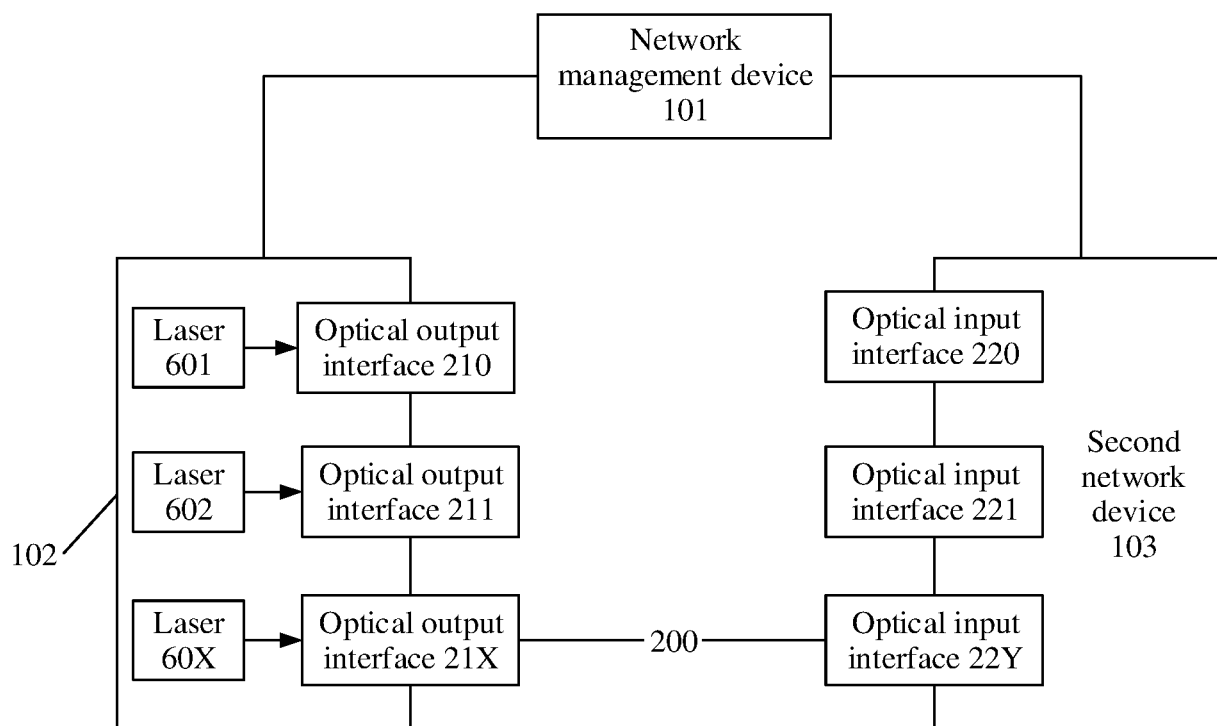 Network
management device
101
Laser
601
Optical output
interface 210
Optical input
interface 220
Laser
602
Optical output
interface 211
Optical input
interface 221
Second
network
device
103
102
Laser
60X
Optical output
interface 21X
200
Optical input
interface 22Y